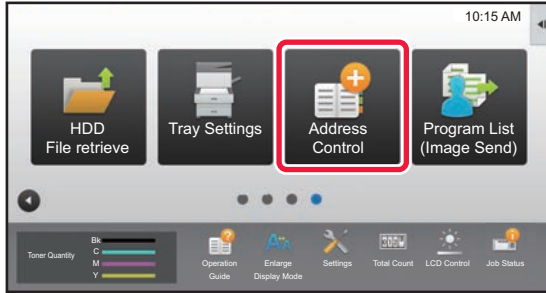 10:15 AM
HDD
File retrieve
Tray Settings
Address
Control
Program List
(Image Send)
Toner Quantity
Bk
C
M
Y
Operation
Guide
Enlarge
Display Mode
Settings
Total Count
LCD Control
Job Status